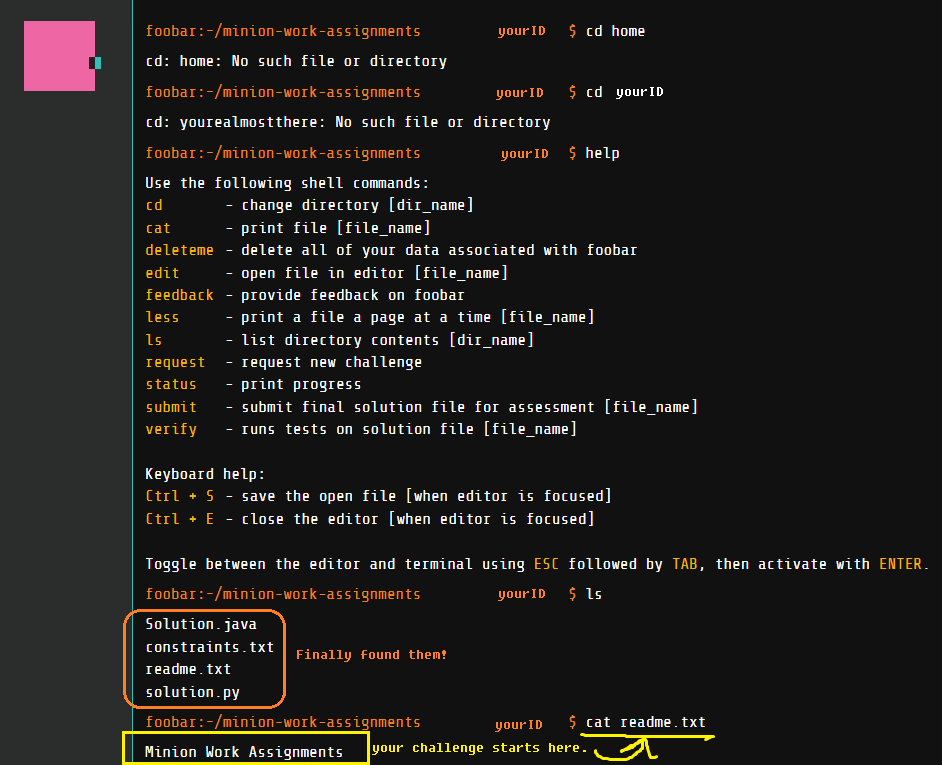 foobar:~/minion-work-assignments yourID $ cd home
cd: home: No such file or directory
foobar:~/minion-work-assignments yourID $ cd yourID
cd: yourealmostthere: No such file or directory
foobar:~/minion-work-assignments yourID $ help
Use the following shell commands:
cd - change directory [dir_name]
cat - print file [file_name]
deleteme - delete all of your data associated with foobar
edit - open file in editor [file_name]
feedback - provide feedback on foobar
less - print a file a page at a time [file_name]
ls - list directory contents [dir_name]
request - request new challenge
status - print progress
submit - submit final solution file for assessment [file_name]
verify - runs tests on solution file [file_name]
Keyboard help:
Ctrl + S - save the open file [when editor is focused]
Ctrl + E - close the editor [when editor is focused]
Toggle between the editor and terminal using ESC followed by TAB, then activate with ENTER.
foobar:~/minion-work-assignments yourID $ ls
Solution.java
constraints.txt
Finally found them!
readme.txt
solution.py
foobar:~/minion-work-assignments yourID $ cat readme.txt
Minion Work Assignments your challenge starts here.